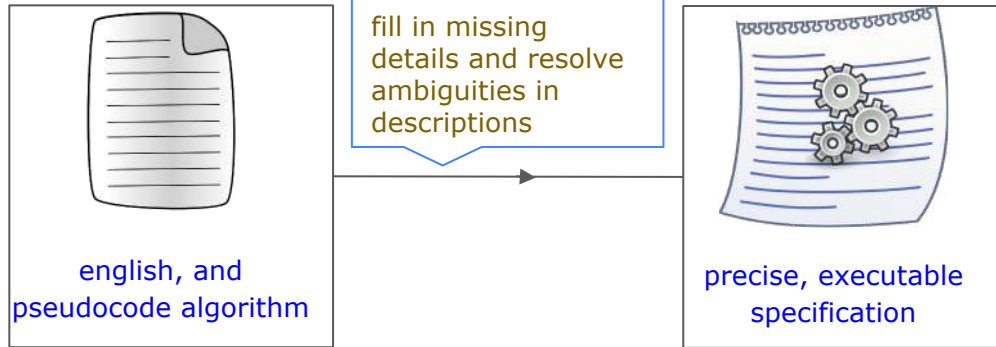 fill in missing
details and resolve
ambiguities in
descriptions
english, and
pseudocode algorithm
precise, executable
specification